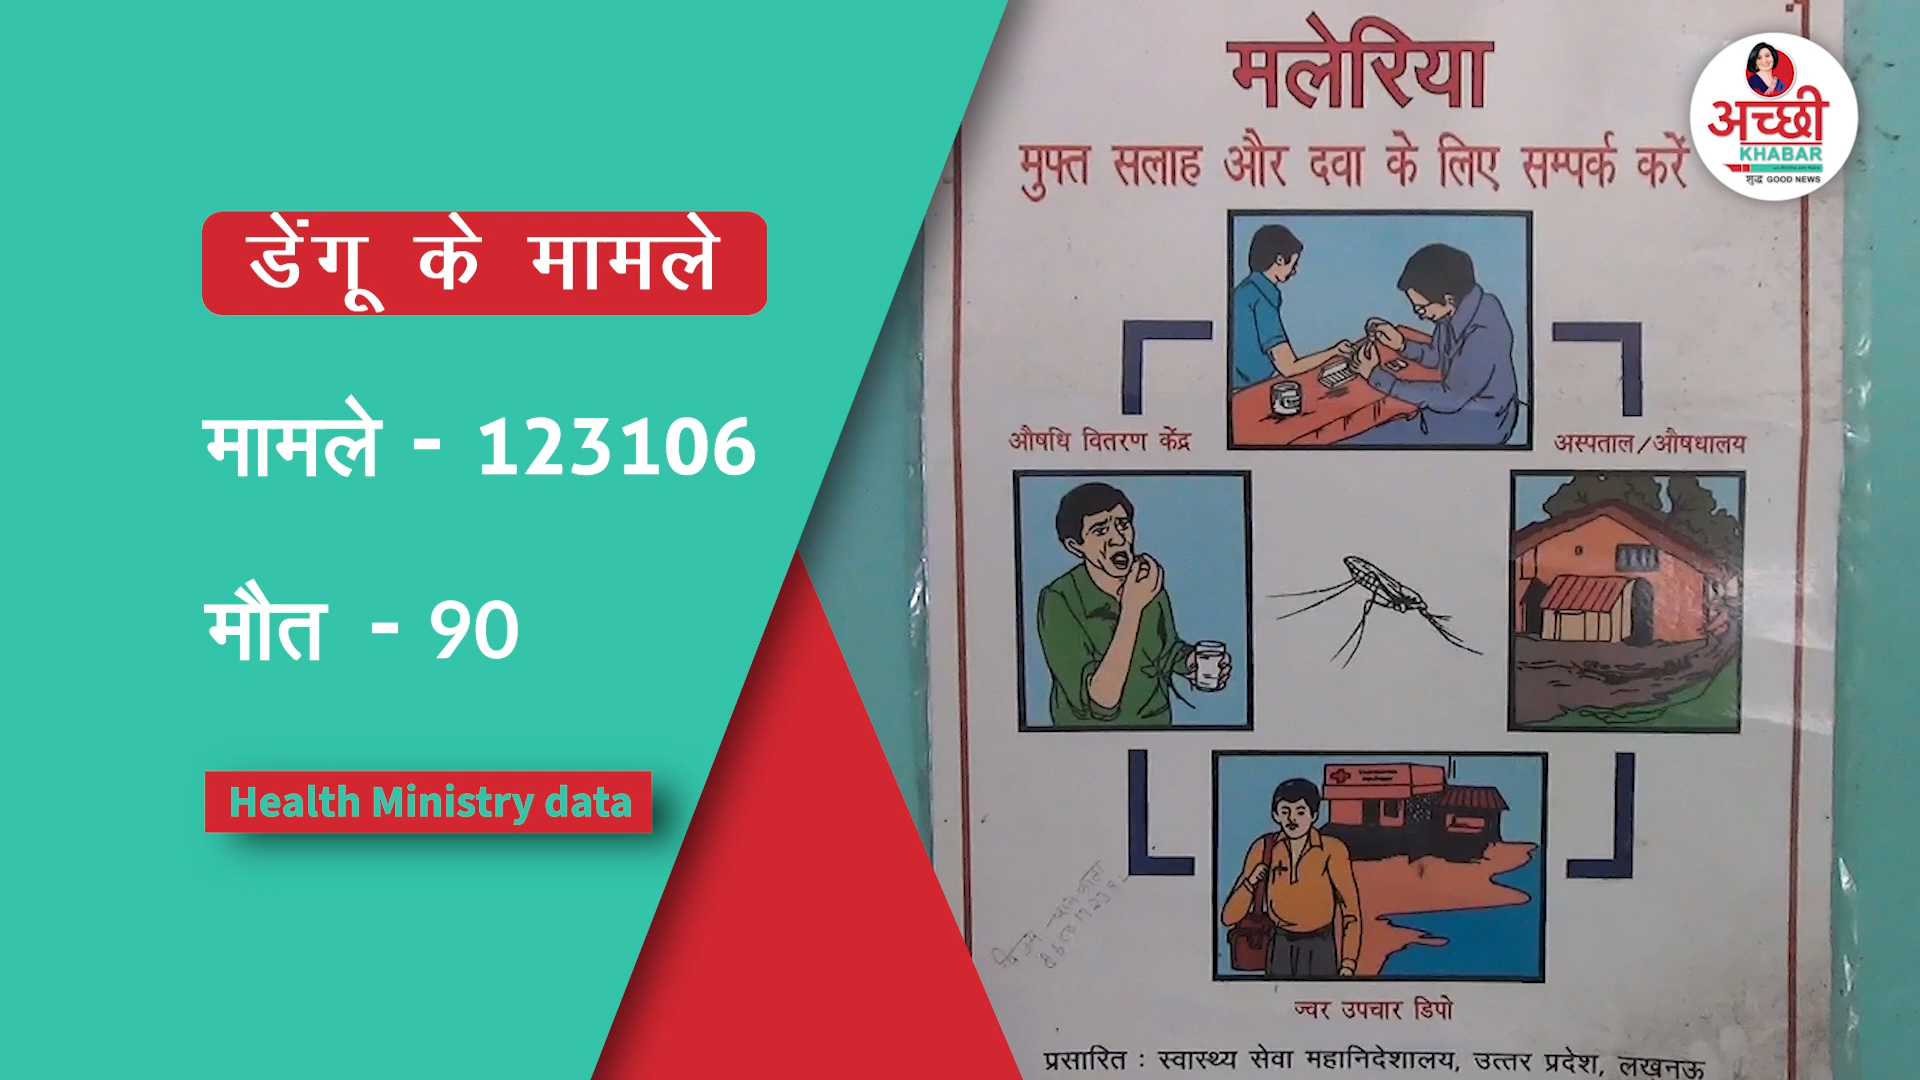 डेंगू के मामले
मामले - 123106
मौत - 90
Health Ministry data
अच्छी
KHABAR
शुद्ध GOOD NEWS
मलेरिया
मुफ्त सलाह और दवा के लिए सम्पर्क करें
औषधि वितरण केंद्र
अस्पताल/औषधालय
ज्वर उपचार डिपो
प्रसारित : स्वास्थ्य सेवा महानिदेशालय, उत्तर प्रदेश, लखनऊ